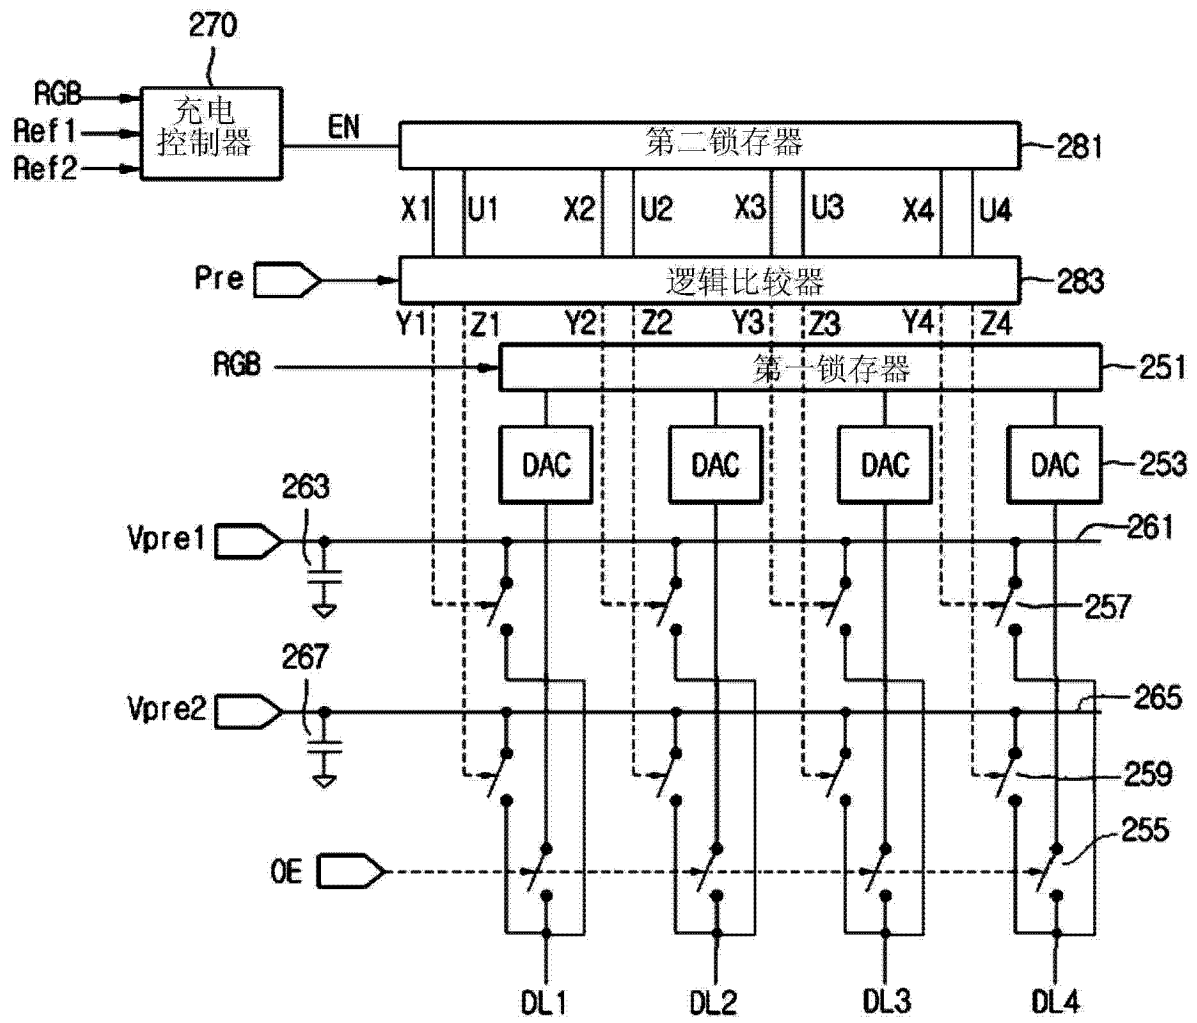 270
RGB
Ref1
Ref2
充电
控制器
EN
第二锁存器
281
X1 U1 X2 U2 X3 U3 X4 U4
Pre
逻辑比较器
283
Y1 Z1 Y2 Z2 Y3 Z3 Y4 Z4
RGB
第一锁存器
251
DAC DAC DAC DAC
253
263
Vpre1
261
257
267
Vpre2
265
259
255
OE
DL1 DL2 DL3 DL4